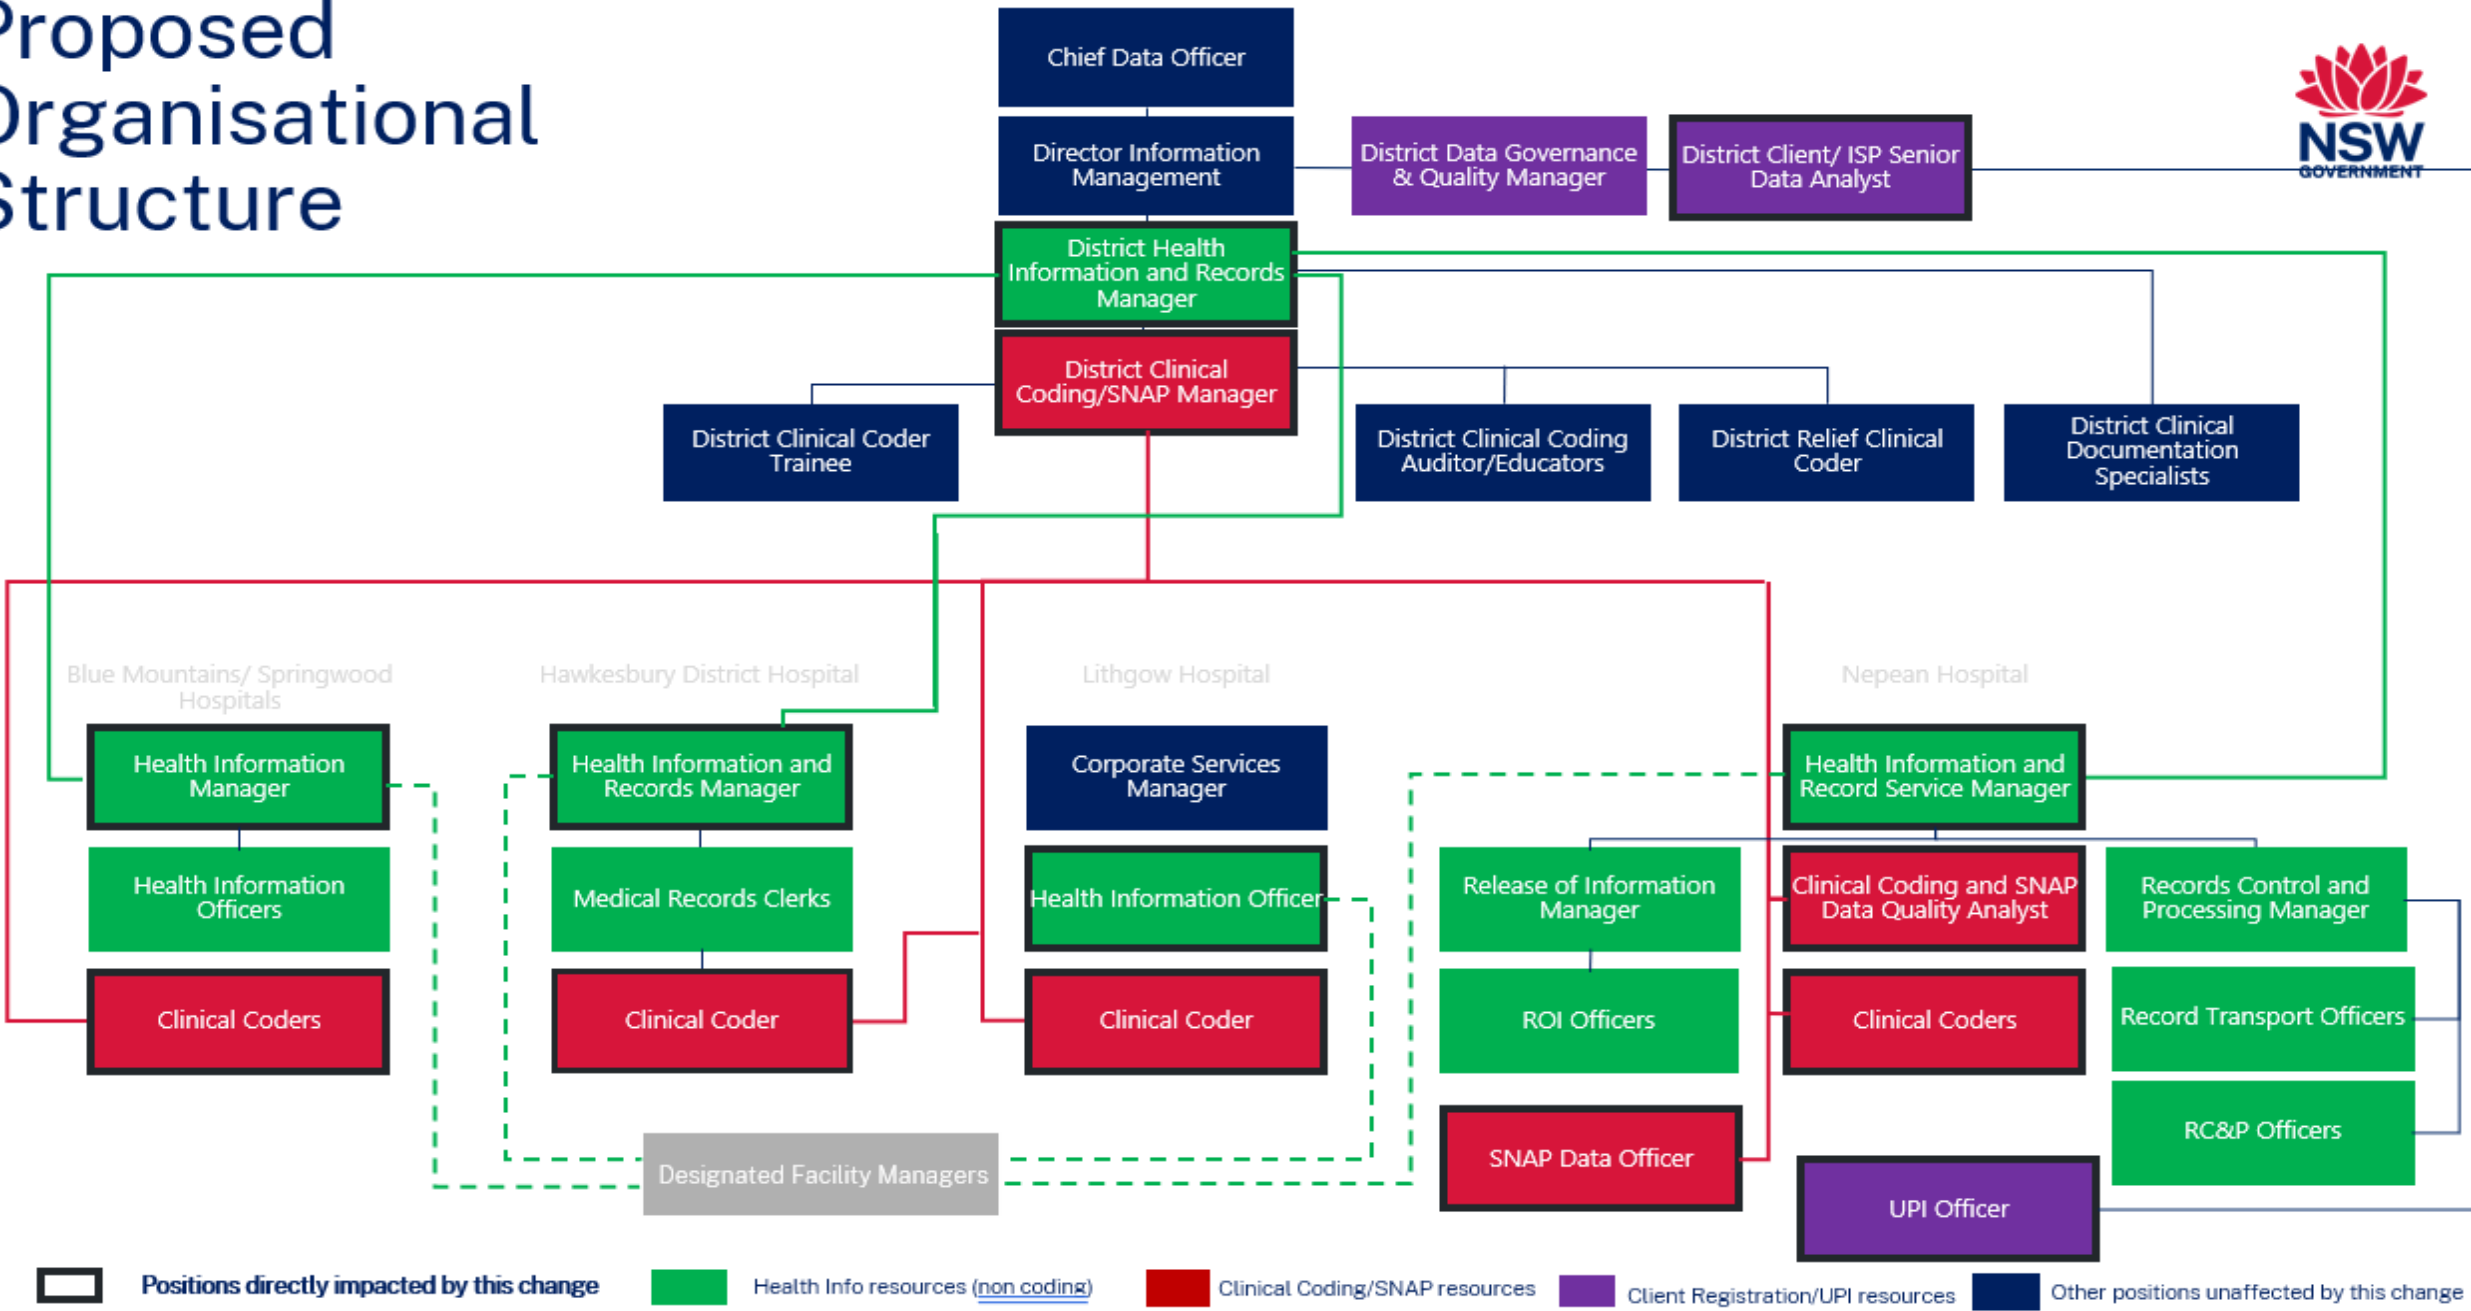 Proposed
Organisational
Structure
Chief Data Officer
Director Information
Management
District Data Governance
& Quality Manager
District Client/ ISP Senior
Data Analyst
NSW
GOVERNMENT
District Health
Information and Records
Manager
District Clinical
Coding/SNAP Manager
District Clinical Coder
Trainee
District Clinical Coding
Auditor/Educators
District Relief Clinical
Coder
District Clinical
Documentation
Specialists
Blue Mountains/ Springwood
Hospitals
Hawkesbury District Hospital
Lithgow Hospital
Nepean Hospital
Health Information
Manager
Health Information and
Records Manager
Corporate Services
Manager
Health Information and
Record Service Manager
Health Information
Officers
Medical Records Clerks
Health Information Officer
Release of Information
Manager
Clinical Coding and SNAP
Data Quality Analyst
Records Control and
Processing Manager
Clinical Coders
Clinical Coder
Clinical Coder
ROI Officers
Clinical Coders
Record Transport Officers
RC&P Officers
Designated Facility Managers
SNAP Data Officer
UPI Officer
Positions directly impacted by this change
Health Info resources (non coding)
Clinical Coding/SNAP resources
Client Registration/UPI resources
Other positions unaffected by this change